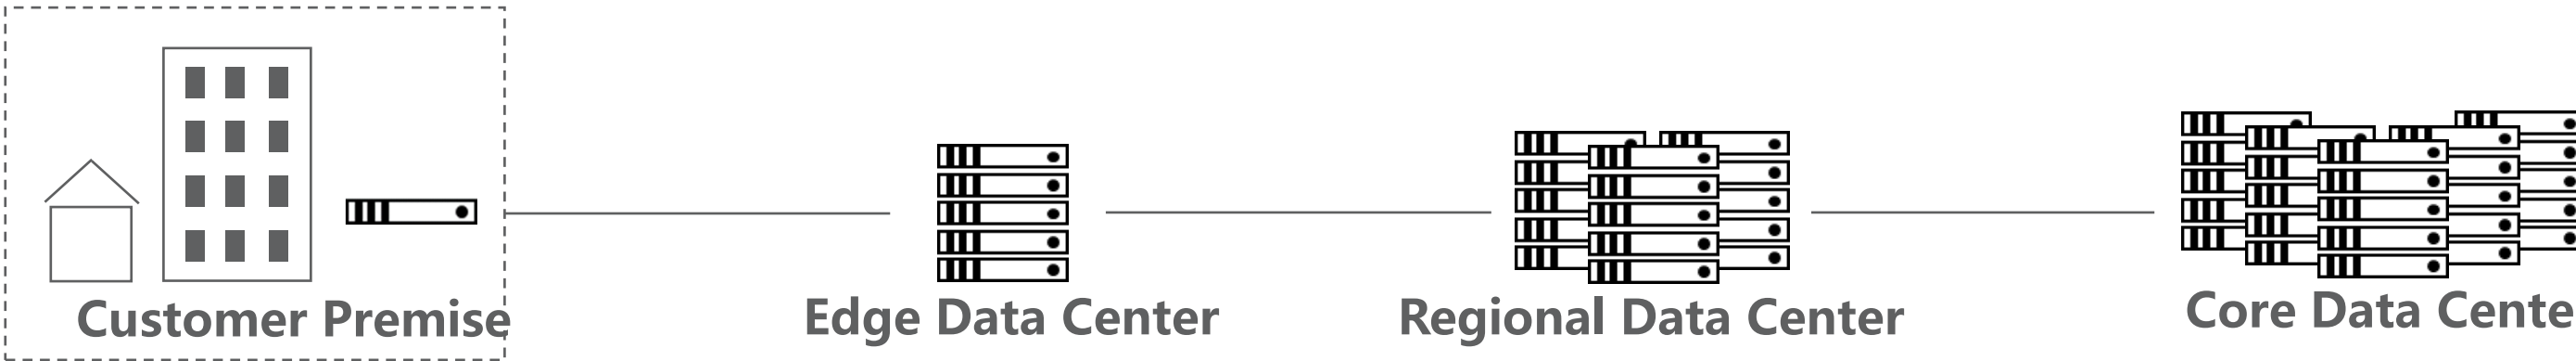 Customer Premise
Edge Data Center
Regional Data Center
Core Data Cente